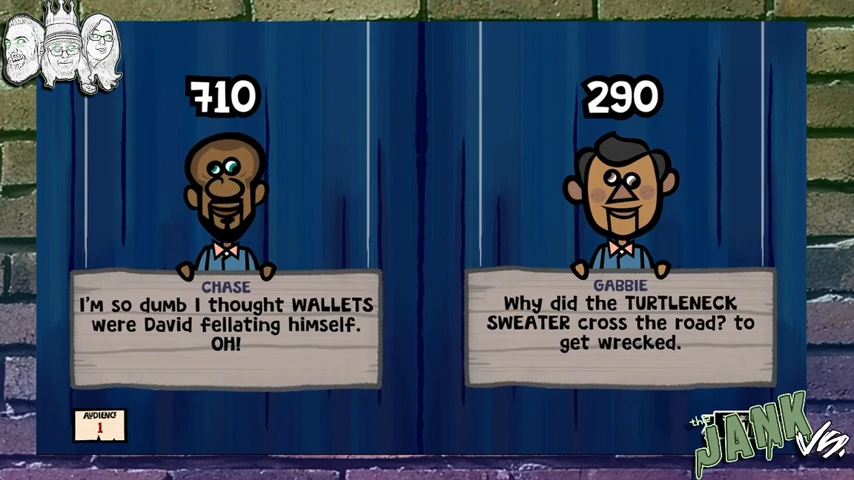 710
290
CHASE
I'm so dumb I thought WALLETS
were David fellating himself.
OH!
GABBIE
Why did the TURTLENECK
SWEATER cross the road? to
get wrecked.
AUDIENCE
1
the
JANK
VS.